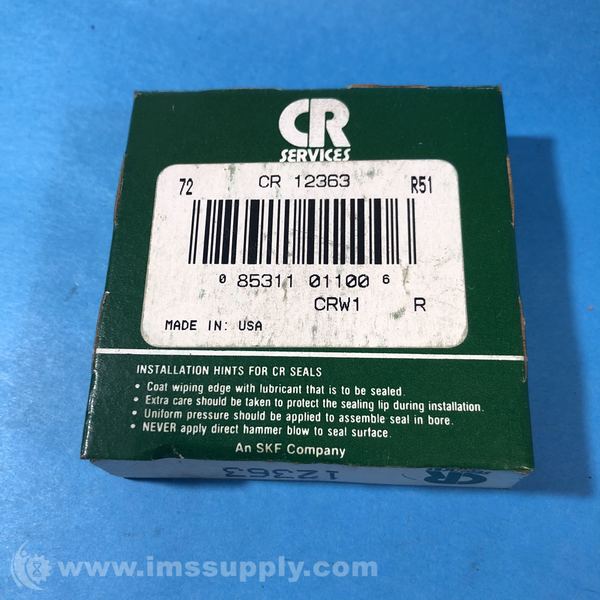 CR
SERVICES
72 CR 12363 R51
0 85311 01100 6
CRW1 R
MADE IN: USA
INSTALLATION HINTS FOR CR SEALS
• Coat wiping edge with lubricant that is to be sealed.
• Extra care should be taken to protect the sealing lip during installation.
• Uniform pressure should be applied to assemble seal in bore.
• NEVER apply direct hammer blow to seal surface.
An SKF Company
12363
CR
www.imssupply.com